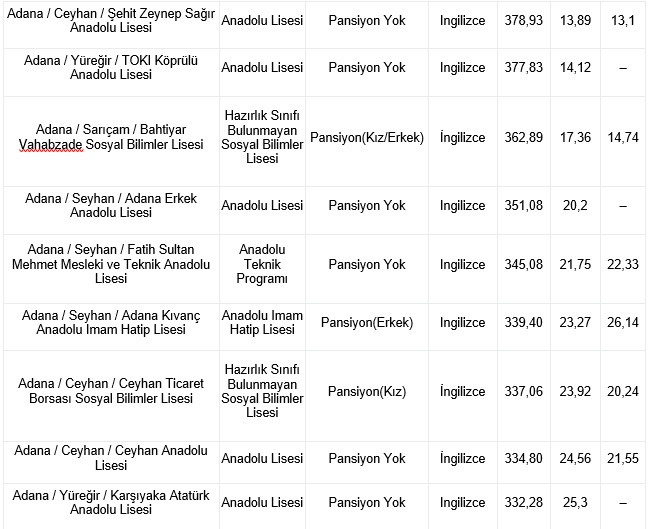 Adana / Ceyhan / Şehit Zeynep Sağır
Anadolu Lisesi
Anadolu Lisesi
Pansiyon Yok
İngilizce
378,93
13,89
13,1
Adana / Yüreğir / TOKİ Köprülü
Anadolu Lisesi
Anadolu Lisesi
Pansiyon Yok
İngilizce
377,83
14,12
–
Adana / Sarıçam / Bahtiyar
Vahabzade Sosyal Bilimler Lisesi
Hazırlık Sınıfı
Bulunmayan
Sosyal Bilimler
Lisesi
Pansiyon(Kız/Erkek)
İngilizce
362,89
17,36
14,74
Adana / Seyhan / Adana Erkek
Anadolu Lisesi
Anadolu Lisesi
Pansiyon Yok
İngilizce
351,08
20,2
–
Adana / Seyhan / Fatih Sultan
Mehmet Mesleki ve Teknik Anadolu
Lisesi
Anadolu
Teknik
Programı
Pansiyon Yok
İngilizce
345,08
21,75
22,33
Adana / Seyhan / Adana Kıvanç
Anadolu İmam Hatip Lisesi
Anadolu İmam
Hatip Lisesi
Pansiyon(Erkek)
İngilizce
339,40
23,27
26,14
Adana / Ceyhan / Ceyhan Ticaret
Borsası Sosyal Bilimler Lisesi
Hazırlık Sınıfı
Bulunmayan
Sosyal Bilimler
Lisesi
Pansiyon(Kız)
İngilizce
337,06
23,92
20,24
Adana / Ceyhan / Ceyhan Anadolu
Lisesi
Anadolu Lisesi
Pansiyon Yok
İngilizce
334,80
24,56
21,55
Adana / Yüreğir / Karşıyaka Atatürk
Anadolu Lisesi
Anadolu Lisesi
Pansiyon Yok
İngilizce
332,28
25,3
–